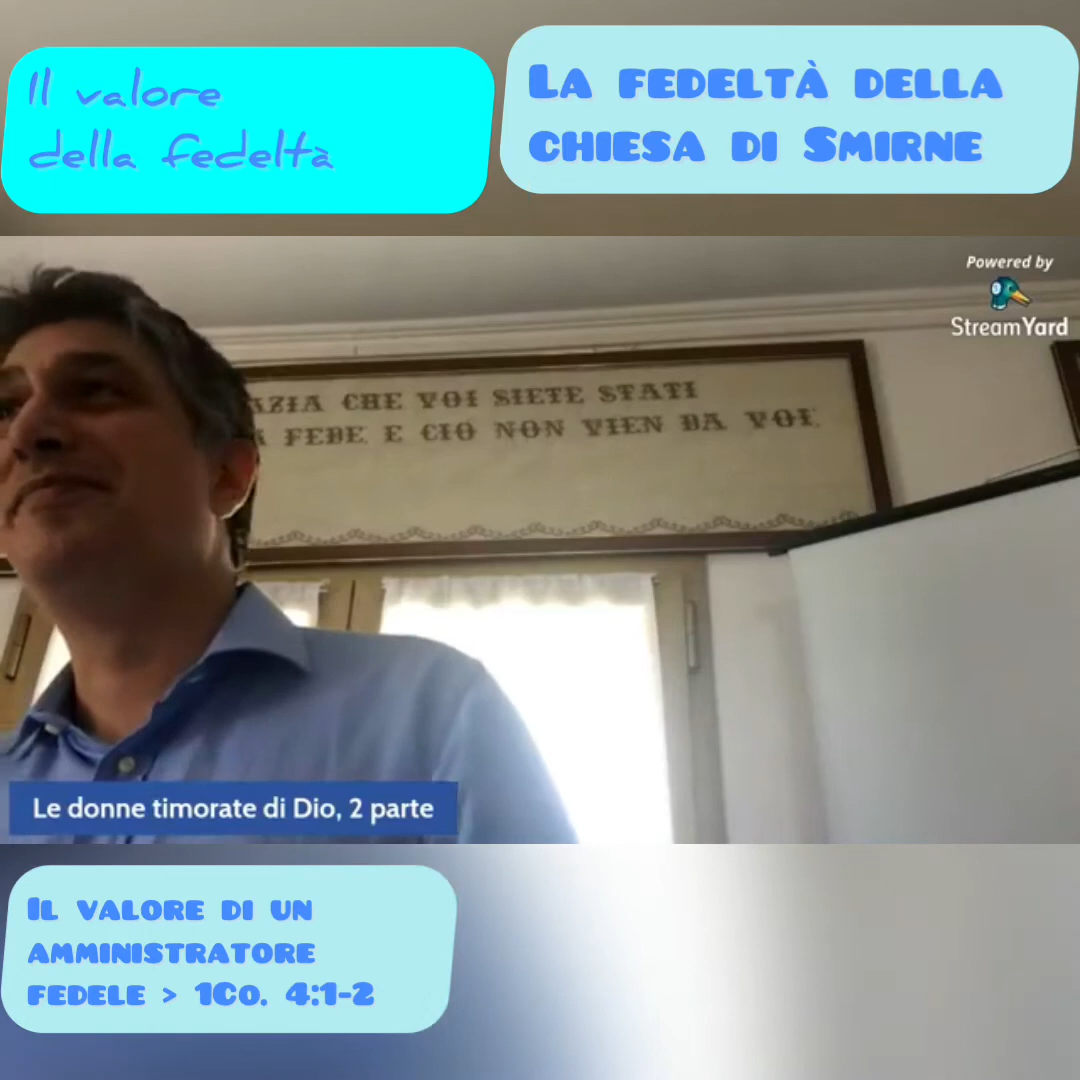 Il valore
della fedeltà
La fedeltà della
chiesa di Smirne
Powered by
StreamYard
AZIA CHE VOI SIETE STATI
A FEDE E CIO NON VIEN DA VOI.
Le donne timorate di Dio, 2 parte
Il valore di un
amministratore
fedele > 1Co. 4:1-2